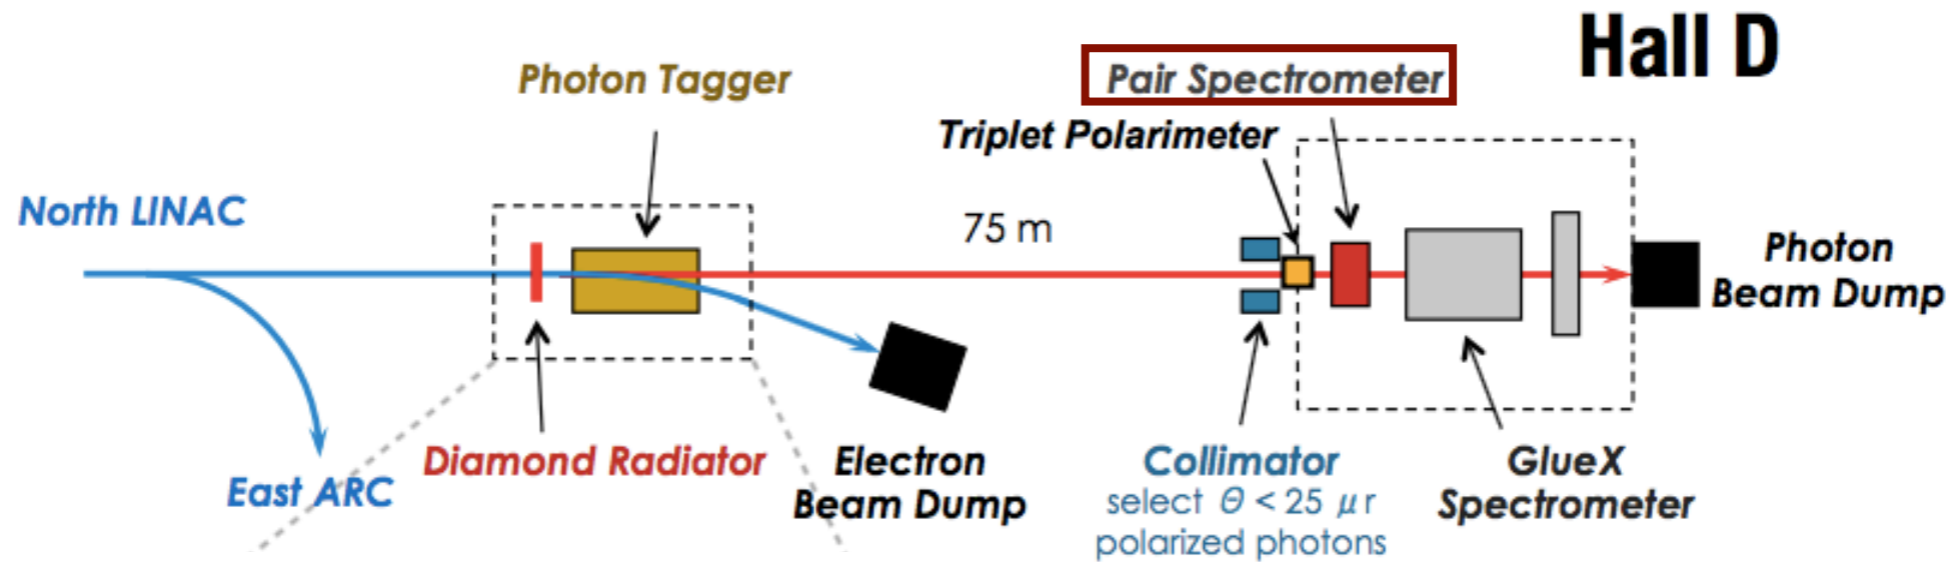 Hall D
Photon Tagger
Pair Spectrometer
Triplet Polarimeter
North LINAC
75 m
Photon
Beam Dump
Diamond Radiator
Electron
Beam Dump
Collimator
select θ < 25 μ r
polarized photons
GlueX
Spectrometer
East ARC